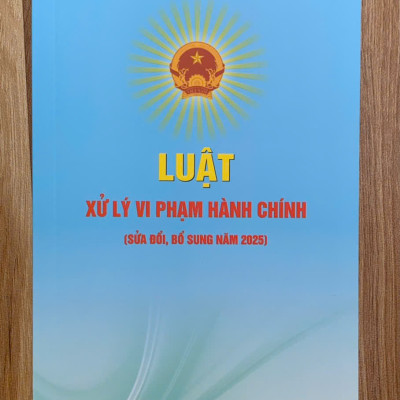 LUẬT
XỬ LÝ VI PHẠM HÀNH CHÍNH
(SỬA ĐỔI, BỔ SUNG NĂM 2025)